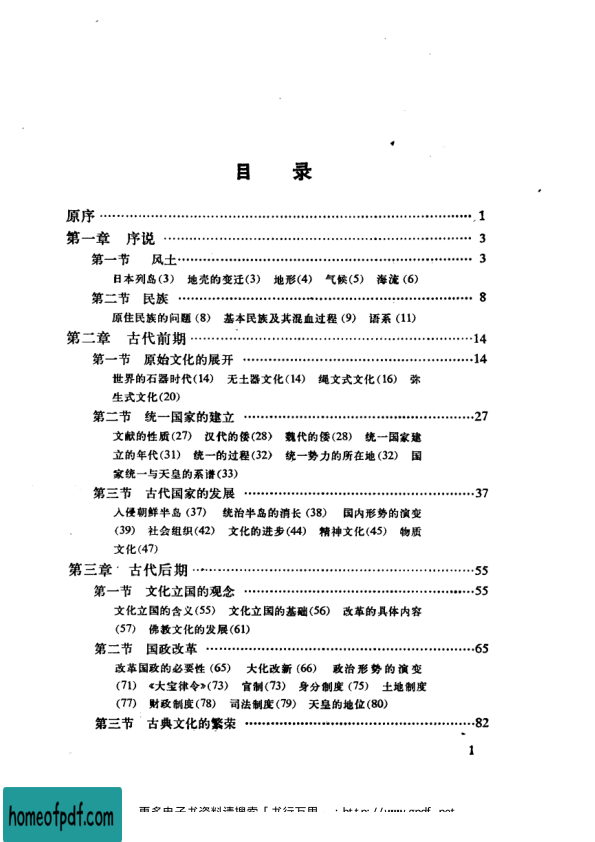 目 录
原序 …… 1
第一章 序说 …… 3
第一节 风土 …… 3
日本列岛(3) 地壳的变迁(3) 地形(4) 气候(5) 海流(6)
第二节 民族 …… 8
原住民族的问题(8) 基本民族及其混血过程(9) 语系(11)
第二章 古代前期 …… 14
第一节 原始文化的展开 …… 14
世界的石器时代(14) 无土器文化(14) 绳文式文化(16) 弥
生式文化(20)
第二节 统一国家的建立 …… 27
文献的性质(27) 汉代的倭(28) 魏代的倭(28) 统一国家建
立的年代(31) 统一的过程(32) 统一势力的所在地(32) 国
家统一与天皇的系谱(33)
第三节 古代国家的发展 …… 37
入侵朝鲜半岛(37) 统治半岛的消长(38) 国内形势的演变
(39) 社会组织(42) 文化的进步(44) 精神文化(45) 物质
文化(47)
第三章 古代后期 …… 55
第一节 文化立国的观念 …… 55
文化立国的含义(55) 文化立国的基础(56) 改革的具体内容
(57) 佛教文化的发展(61)
第二节 国政改革 …… 65
改革国政的必要性(65) 大化改新(66) 政治形势的演变
(71) 《大宝律令》(73) 官制(73) 身分制度(75) 土地制度
(77) 财政制度(78) 司法制度(79) 天皇的地位(80)
第三节 古典文化的繁荣 …… 82
1
homeofpdf.com